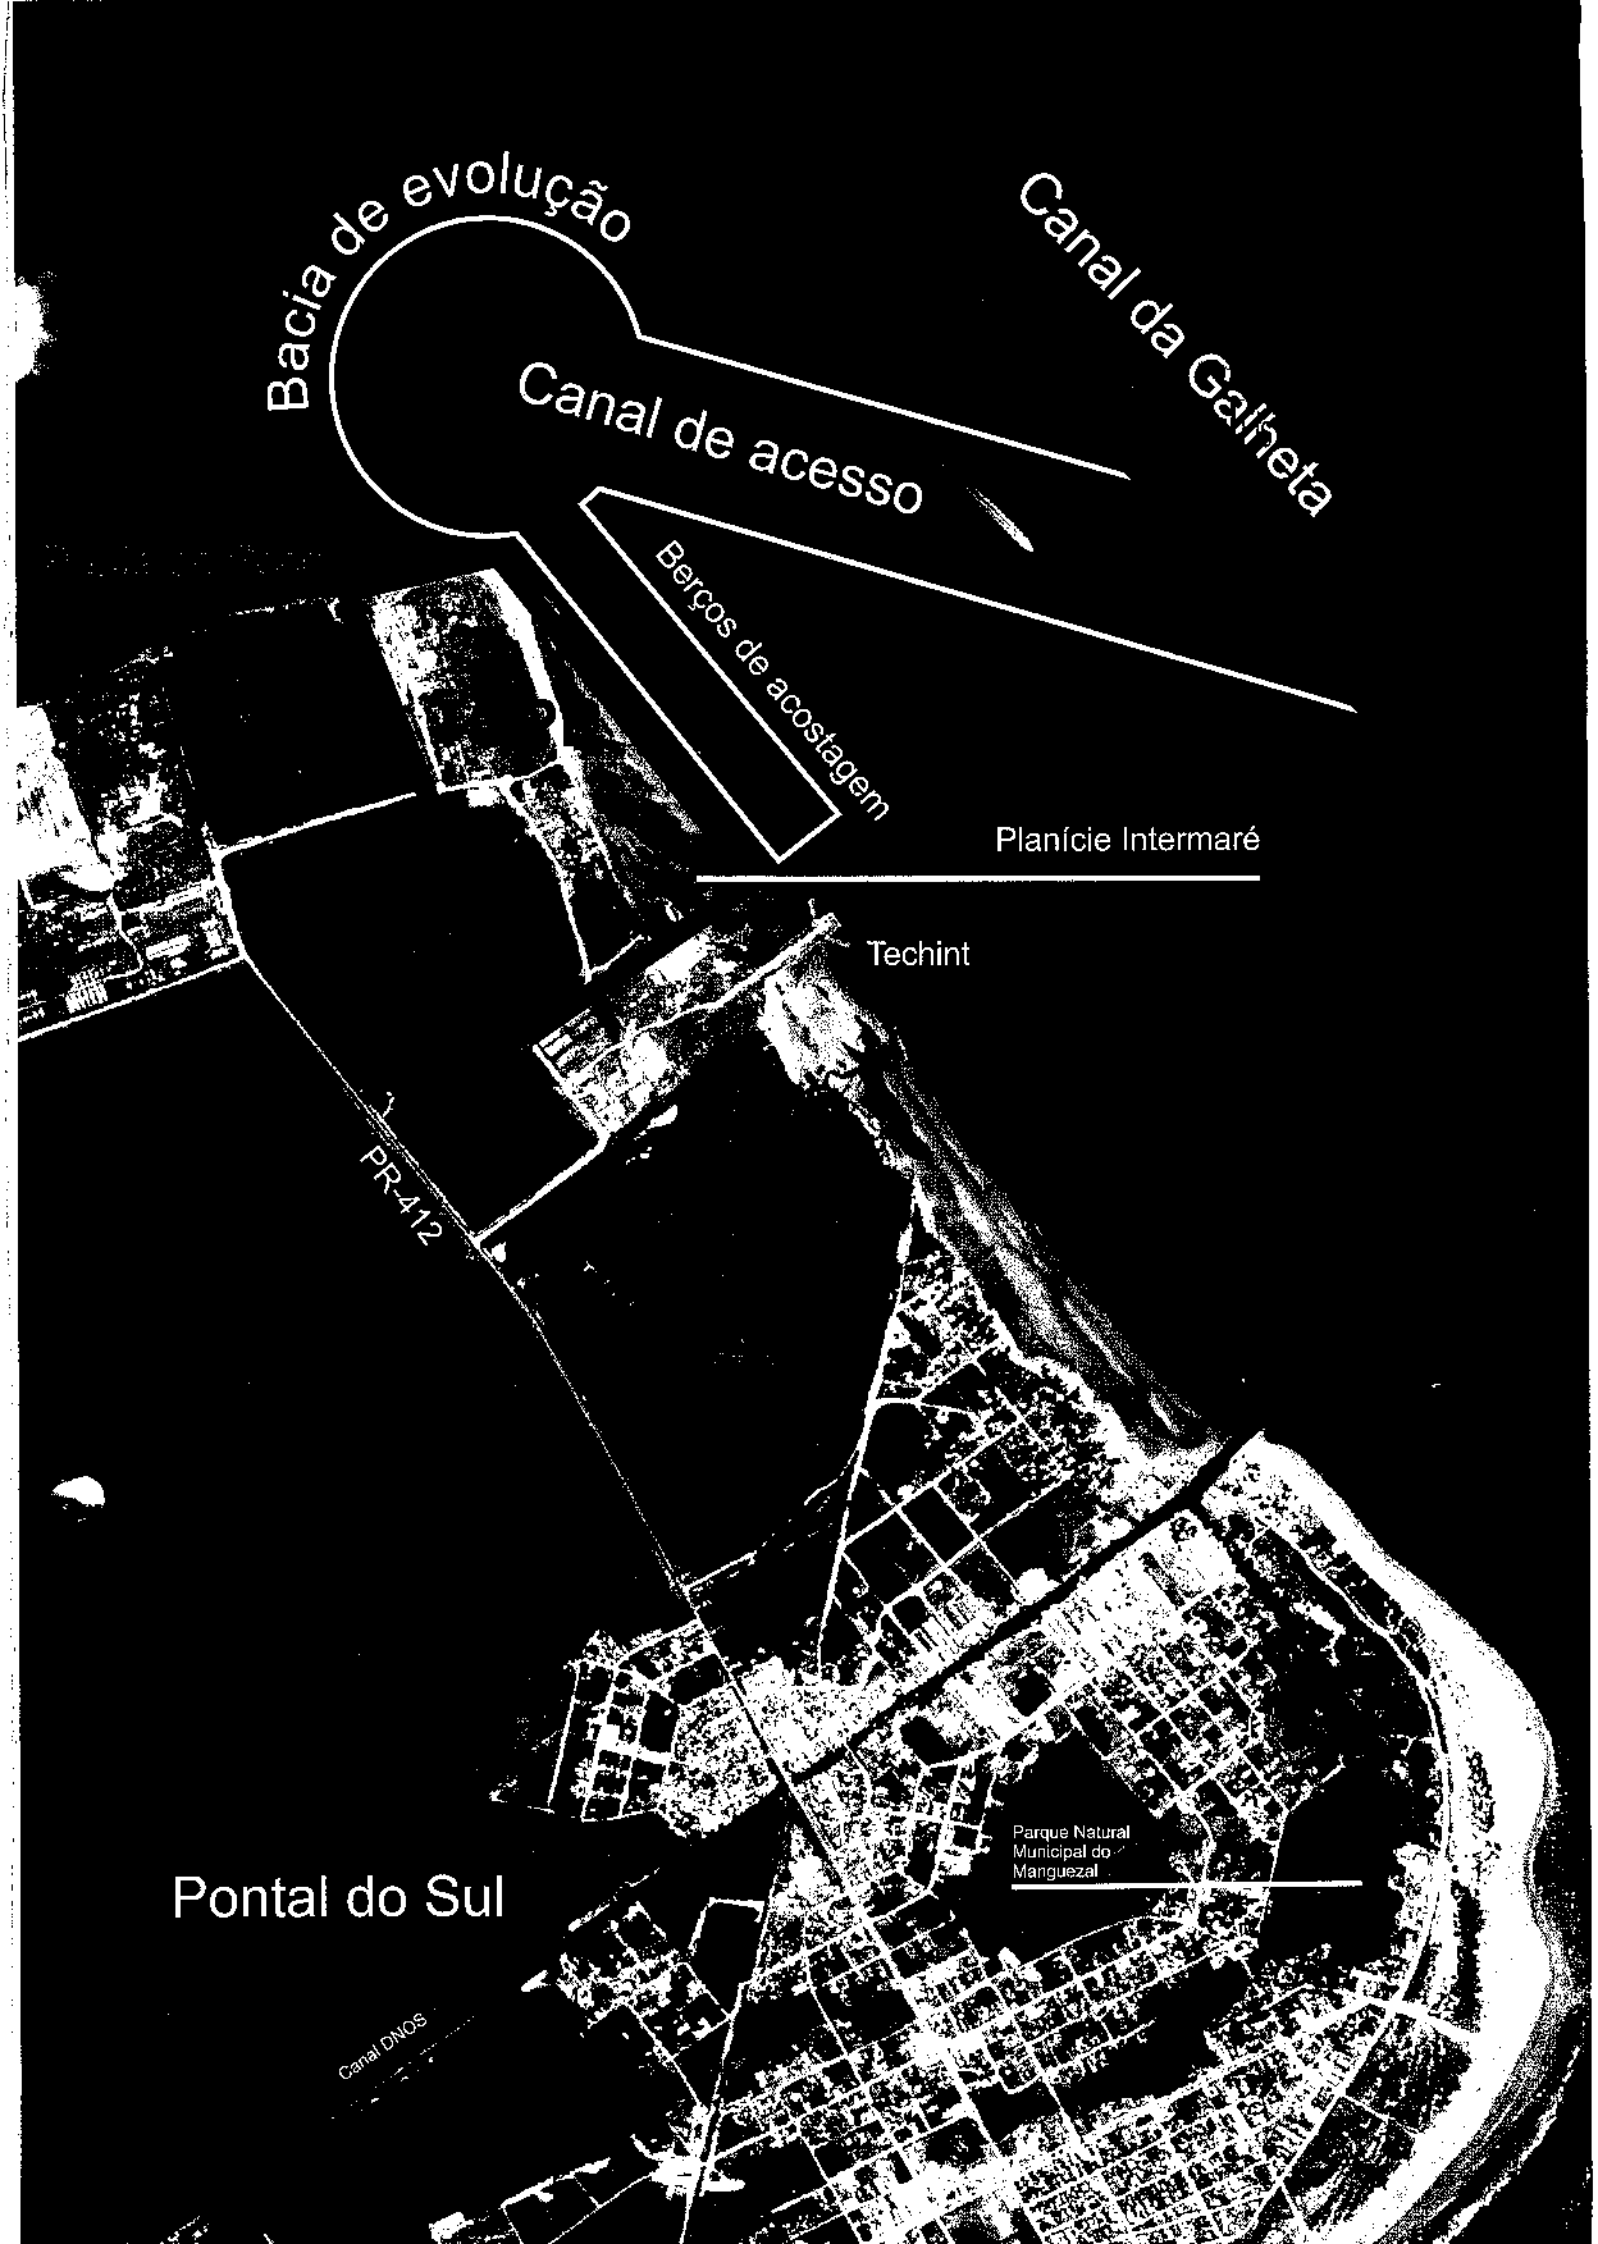 Bacia de evolução
Canal da Galheta
Canal de acesso
Berços de acostagem
Planície Intermaré
Techint
PR-412
Parque Natural
Municipal do
Manguezal
Pontal do Sul
Canal DNOS